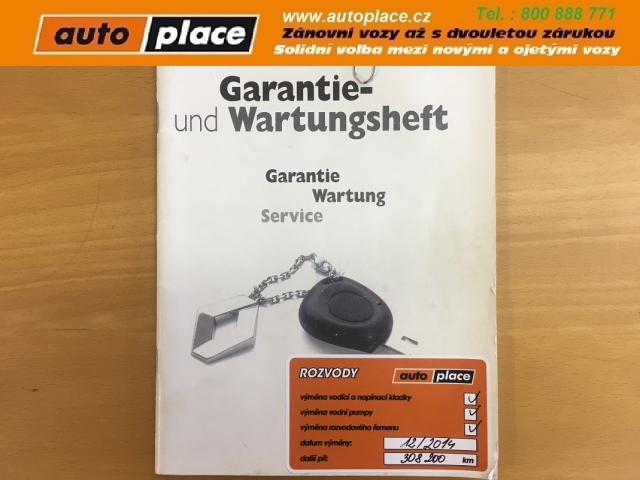 auto place
www.autoplace.cz
Tel. : 800 888 771
Zánovní vozy až s dvouletou zárukou
Solidní volba mezi novými a ojetými vozy
Garantie-
und Wartungsheft
Garantie
Wartung
Service
ROZVODY
auto place
výměna vodící a napínací kladky
výměna vodní pumpy
výměna rozvodového řemenu
datum výměny: 12/2014
další při: 308 200 km